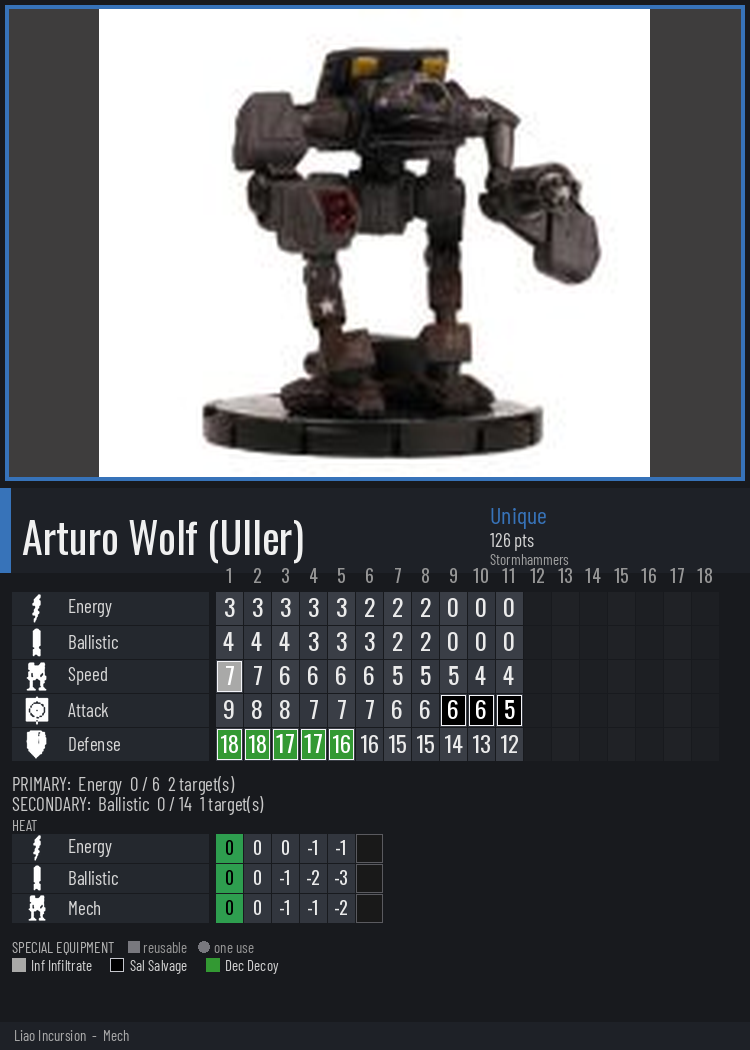 Arturo Wolf (Uller)
Unique
126 pts
Stormhammers
1 2 3 4 5 6 7 8 9 10 11 12 13 14 15 16 17 18
Energy 3 3 3 3 3 2 2 2 0 0 0
Ballistic 4 4 4 3 3 3 2 2 0 0 0
Speed 7 7 6 6 6 6 5 5 5 4 4
Attack 9 8 8 7 7 7 6 6 6 6 5
Defense 18 18 17 17 16 16 15 15 14 13 12
PRIMARY: Energy 0 / 6 2 target(s)
SECONDARY: Ballistic 0 / 14 1 target(s)
HEAT
Energy 0 0 0 -1 -1
Ballistic 0 0 -1 -2 -3
Mech 0 0 -1 -1 -2
SPECIAL EQUIPMENT reusable one use
Inf Infiltrate Sal Salvage Dec Decoy
Liao Incursion - Mech